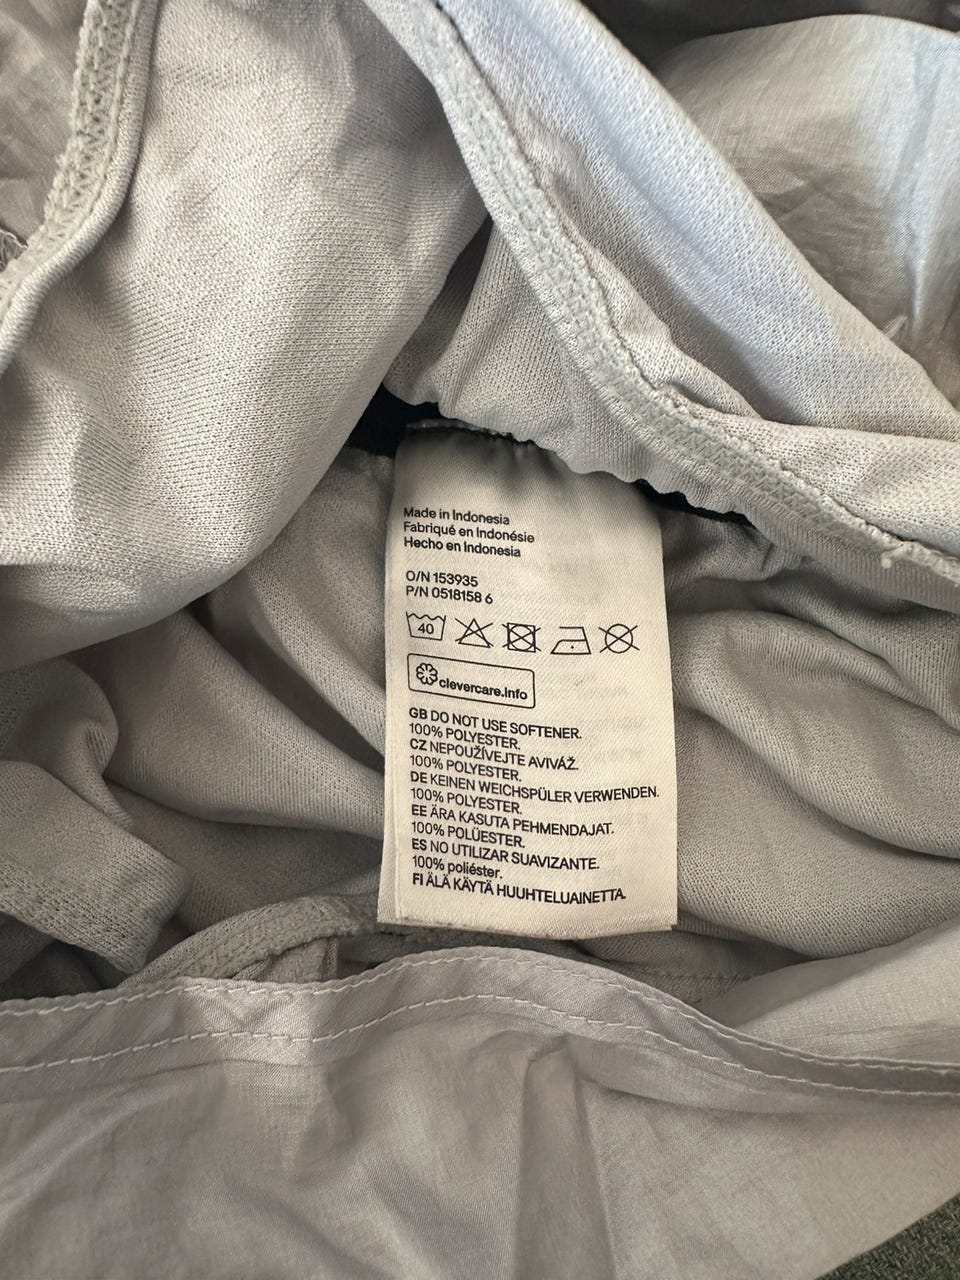 Made in Indonesia
Fabriqué en Indonésie
Hecho en Indonesia
O/N 153935
P/N 0518158 6
40
clevercare.info
GB DO NOT USE SOFTENER.
100% POLYESTER.
CZ NEPOUŽÍVEJTE AVIVÁŽ.
100% POLYESTER.
DE KEINEN WEICHSPÜLER VERWENDEN.
100% POLYESTER.
EE ÄRA KASUTA PEHMENDAJAT.
100% POLÜESTER.
ES NO UTILIZAR SUAVIZANTE.
100% poliéster.
FI ÄLÄ KÄYTÄ HUUHTELUAINETTA.